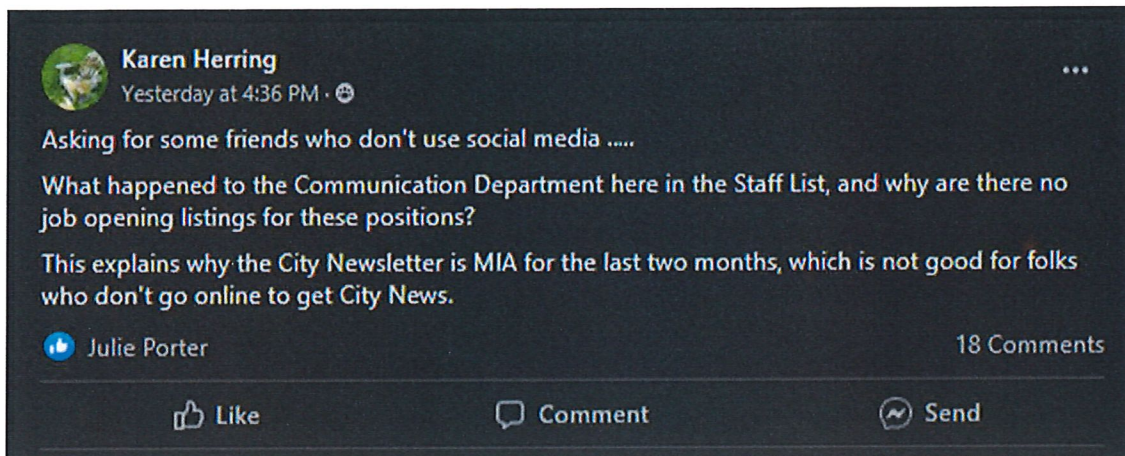 Karen Herring
Yesterday at 4:36 PM ·
Asking for some friends who don't use social media .....
What happened to the Communication Department here in the Staff List, and why are there no
job opening listings for these positions?
This explains why the City Newsletter is MIA for the last two months, which is not good for folks
who don't go online to get City News.
Julie Porter
18 Comments
Like
Comment
Send